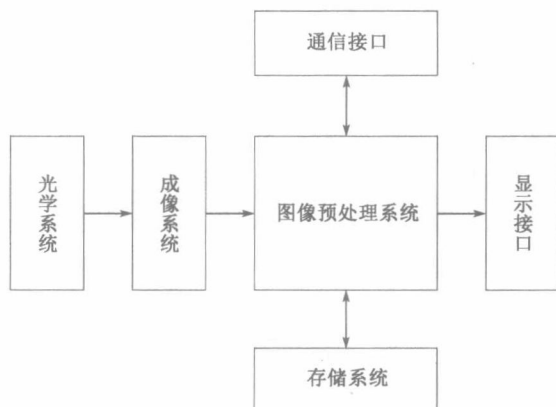 通信接口
光学系统
成像系统
图像预处理系统
显示接口
存储系统